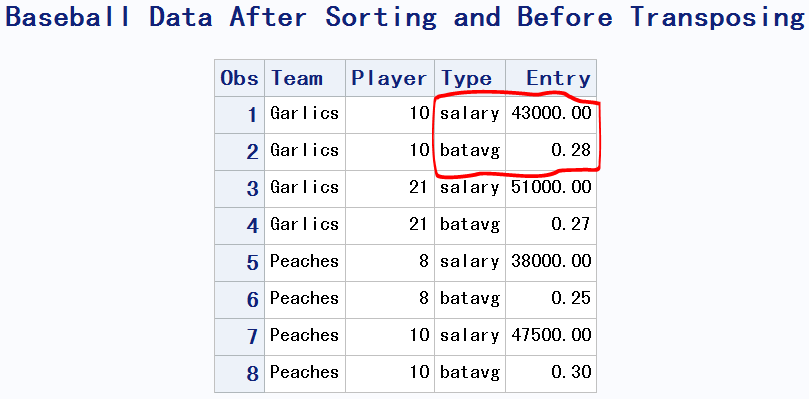 Baseball Data After Sorting and Before Transposing
Obs Team Player Type Entry
1 Garlics 10 salary 43000.00
2 Garlics 10 batavg 0.28
3 Garlics 21 salary 51000.00
4 Garlics 21 batavg 0.27
5 Peaches 8 salary 38000.00
6 Peaches 8 batavg 0.25
7 Peaches 10 salary 47500.00
8 Peaches 10 batavg 0.30